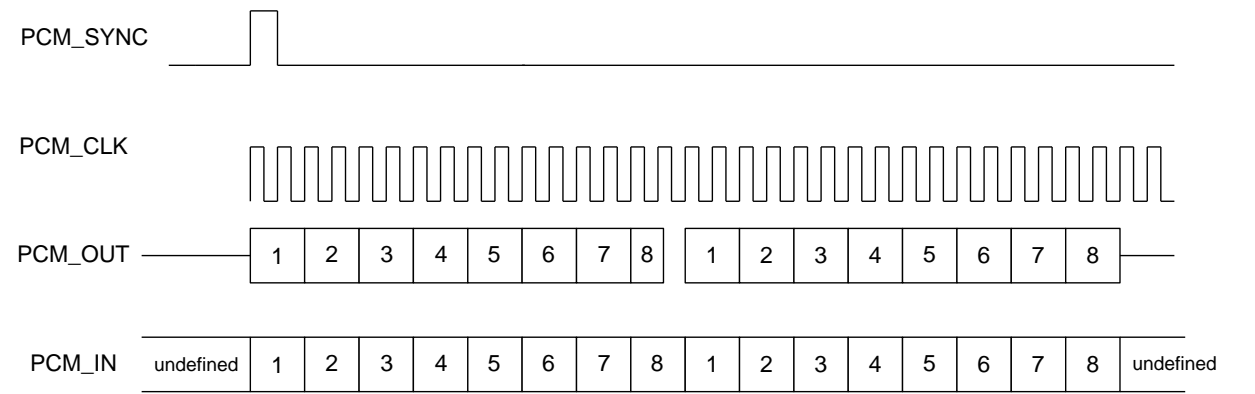 PCM_SYNC
PCM_CLK
PCM_OUT 1 2 3 4 5 6 7 8 1 2 3 4 5 6 7 8
PCM_IN undefined 1 2 3 4 5 6 7 8 1 2 3 4 5 6 7 8 undefined